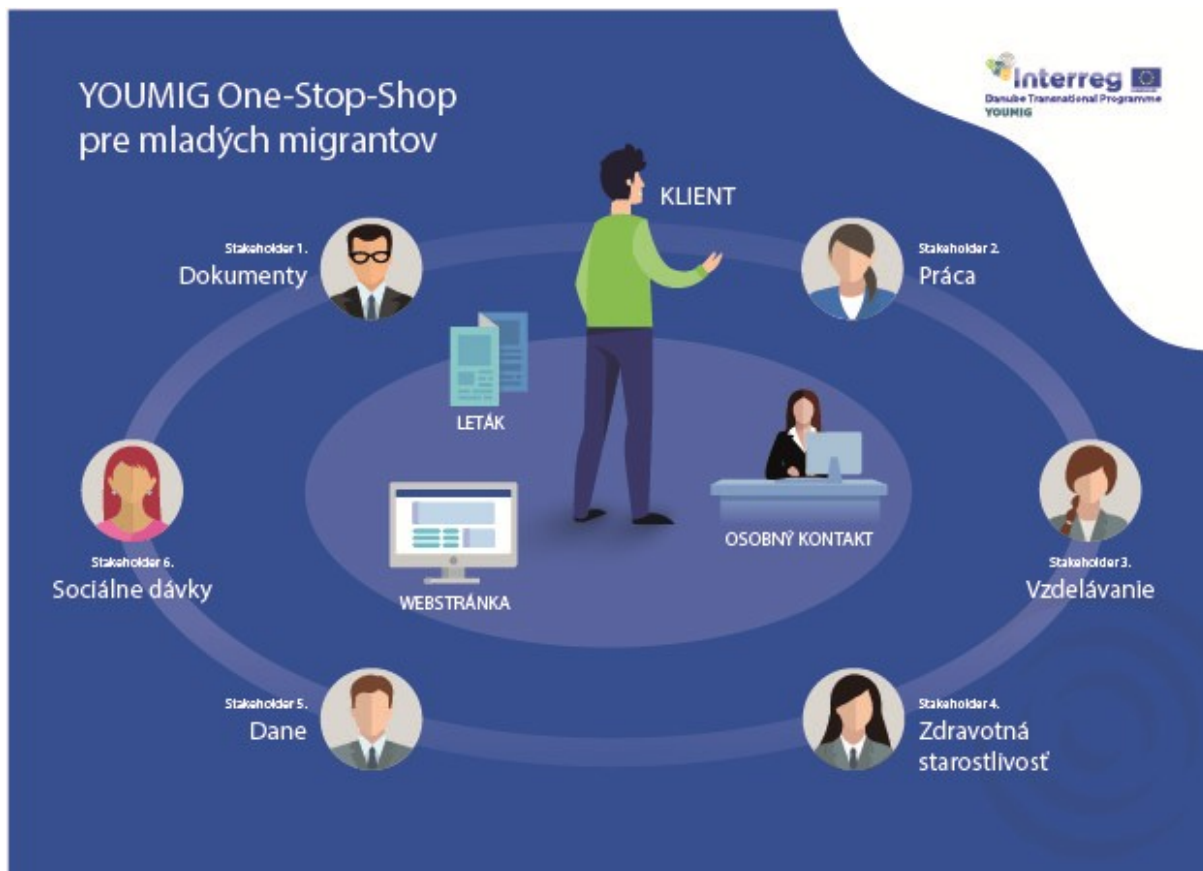 YOUMIG One-Stop-Shop
pre mladých migrantov
Interreg
Danube Transnational Programme
YOUMIG
KLIENT
Stakeholder 1.
Dokumenty
Stakeholder 2.
Práca
LETÁK
OSOBNÝ KONTAKT
WEBSTRÁNKA
Stakeholder 6.
Sociálne dávky
Stakeholder 3.
Vzdelávanie
Stakeholder 5.
Dane
Stakeholder 4.
Zdravotná
starostlivosť